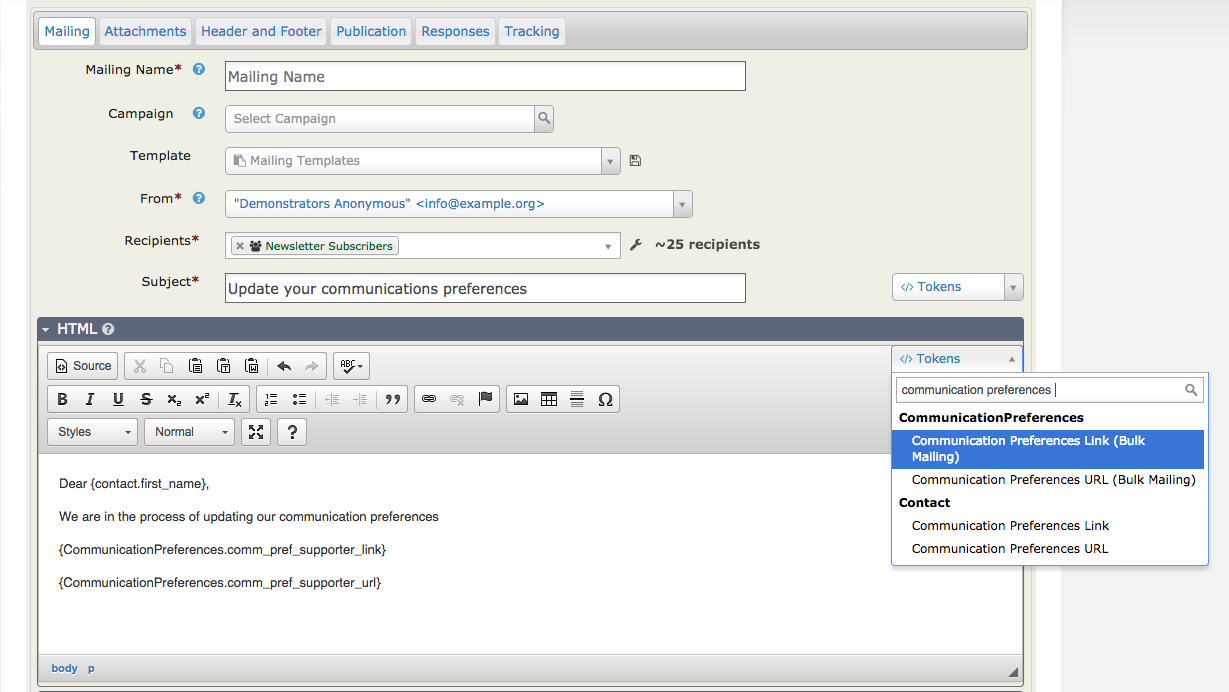 Mailing Attachments Header and Footer Publication Responses Tracking
Mailing Name* ? Mailing Name
Campaign ? Select Campaign
Template Mailing Templates
From* ? "Demonstrators Anonymous" <info@example.org>
Recipients* × Newsletter Subscribers ~25 recipients
Subject* Update your communications preferences </> Tokens
HTML ?
Source ABC </> Tokens
B I U S x₂ x² Tx Ω
Styles Normal ?
communication preferences
CommunicationPreferences
Communication Preferences Link (Bulk
Mailing)
Communication Preferences URL (Bulk Mailing)
Contact
Communication Preferences Link
Communication Preferences URL
Dear {contact.first_name},
We are in the process of updating our communication preferences
{CommunicationPreferences.comm_pref_supporter_link}
{CommunicationPreferences.comm_pref_supporter_url}
body p